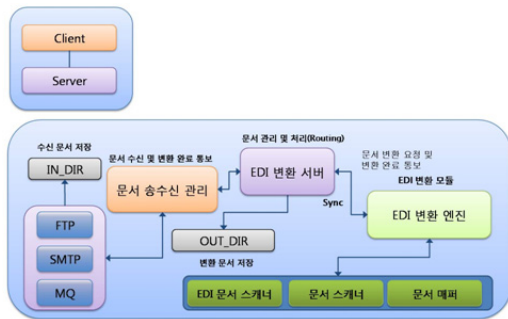 Client
Server
수신 문서 저장
IN_DIR
FTP
SMTP
MQ
문서 수신 및 변환 완료 통보
문서 송수신 관리
문서 관리 및 처리(Routing)
EDI 변환 서버
Sync
OUT_DIR
변환 문서 저장
문서 변환 요청 및
변환 완료 통보
EDI 변환 모듈
EDI 변환 엔진
EDI 문서 스캐너
문서 스캐너
문서 매퍼